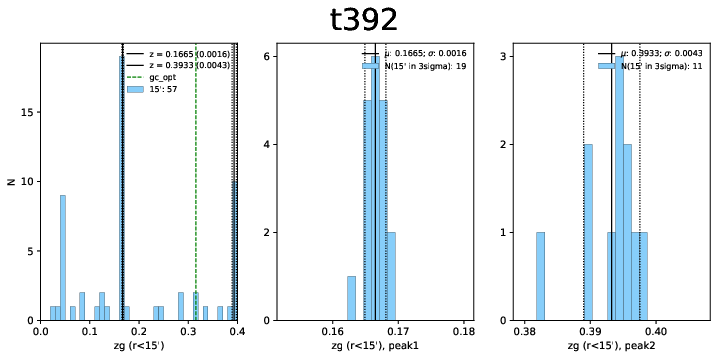 t392
z = 0.1665 (0.0016)
z = 0.3933 (0.0043)
gc_opt
15': 57
N
0
5
10
15
0.0 0.1 0.2 0.3 0.4
zg (r<15')
μ: 0.1665; σ: 0.0016
N(15' in 3sigma): 19
0
2
4
6
0.16 0.17 0.18
zg (r<15'), peak1
μ: 0.3933; σ: 0.0043
N(15' in 3sigma): 11
0
1
2
3
0.38 0.39 0.40
zg (r<15'), peak2